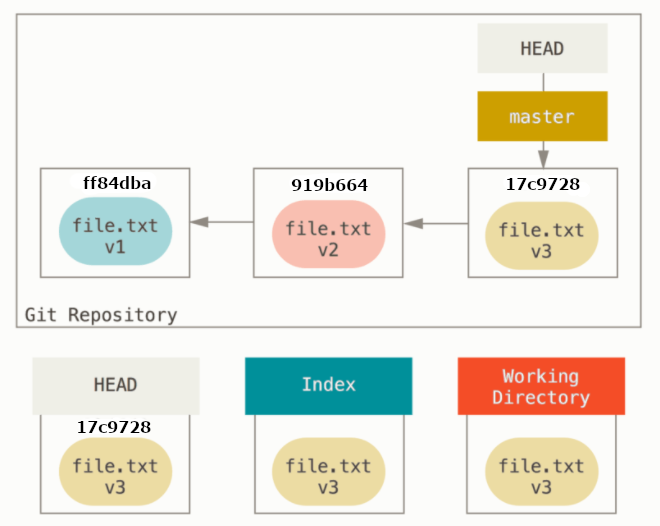 HEAD
master
ff84dba
919b664
17c9728
file.txt
v1
file.txt
v2
file.txt
v3
Git Repository
HEAD
Index
Working
Directory
17c9728
file.txt
v3
file.txt
v3
file.txt
v3